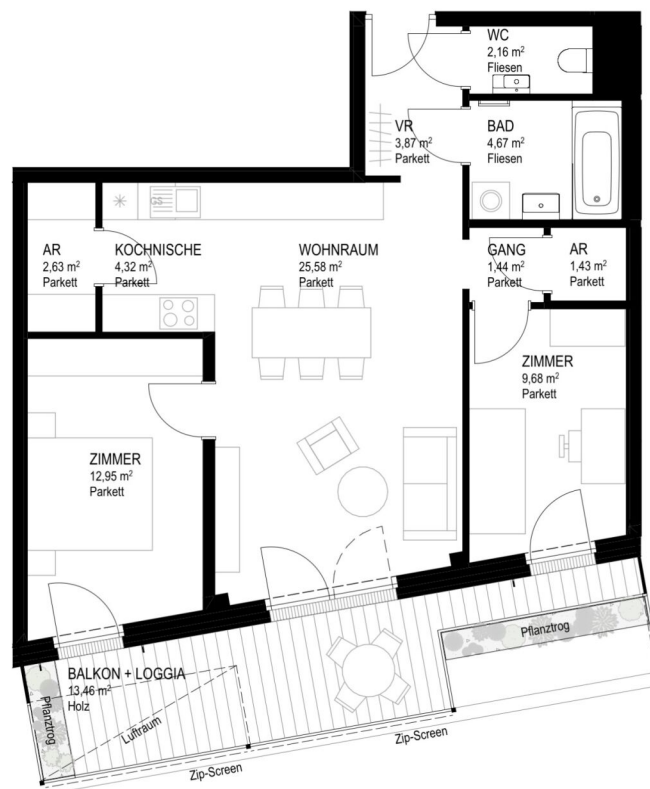 WC
2,16 m²
Fliesen
VR
3,87 m²
Parkett
BAD
4,67 m²
Fliesen
GS
AR
2,63 m²
Parkett
KOCHNISCHE
4,32 m²
Parkett
WOHNRAUM
25,58 m²
Parkett
GANG
1,44 m²
Parkett
AR
1,43 m²
Parkett
ZIMMER
9,68 m²
Parkett
ZIMMER
12,95 m²
Parkett
Pflanztrog
BALKON + LOGGIA
13,46 m²
Holz
Pflanztrog
Luftraum
Zip-Screen
Zip-Screen